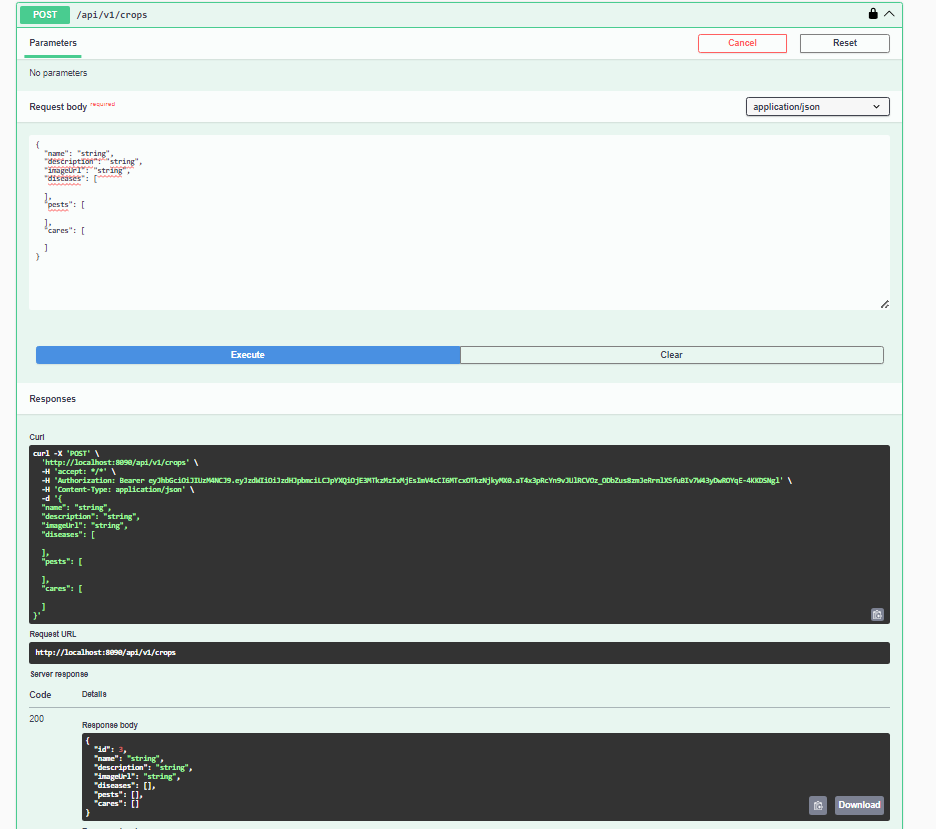 POST /api/v1/crops
Parameters
Cancel
Reset
No parameters
Request body required
application/json
{
"name": "string",
"description": "string",
"imageUrl": "string",
"diseases": [
],
"pests": [
],
"cares": [
]
}
Execute
Clear
Responses
Curl
curl -X 'POST' \
'http://localhost:8090/api/v1/crops' \
-H 'accept: */*' \
-H 'Authorization: Bearer
-H 'Content-Type: application/json' \
-d '{
"name": "string",
"description": "string",
"imageUrl": "string",
"diseases": [
],
"pests": [
],
"cares": [
]
}'
Request URL
http://localhost:8090/api/v1/crops
Server response
Code Details
200
Response body
{
"id": 3,
"name": "string",
"description": "string",
"imageUrl": "string",
"diseases": [],
"pests": [],
"cares": []
}
Download